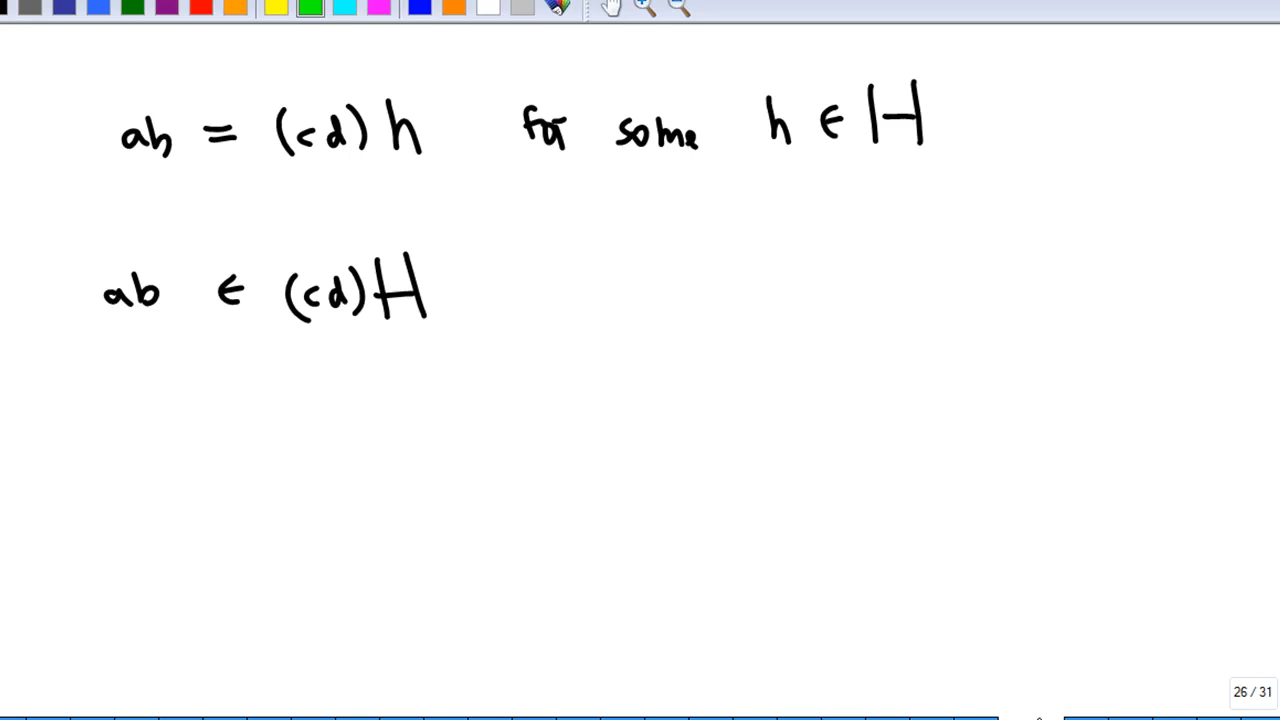 ab = (cd) h for some h ∈ H
ab ∈ (cd) H
26 / 31